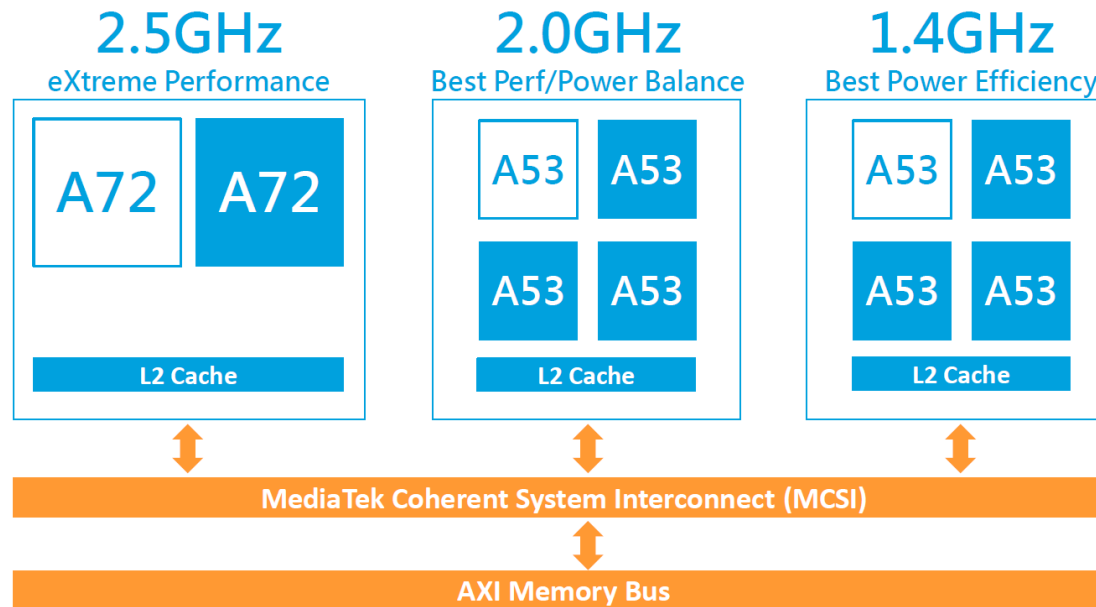 2.5GHz
eXtreme Performance
A72 A72
L2 Cache
2.0GHz
Best Perf/Power Balance
A53 A53
A53 A53
L2 Cache
1.4GHz
Best Power Efficiency
A53 A53
A53 A53
L2 Cache
MediaTek Coherent System Interconnect (MCSI)
AXI Memory Bus